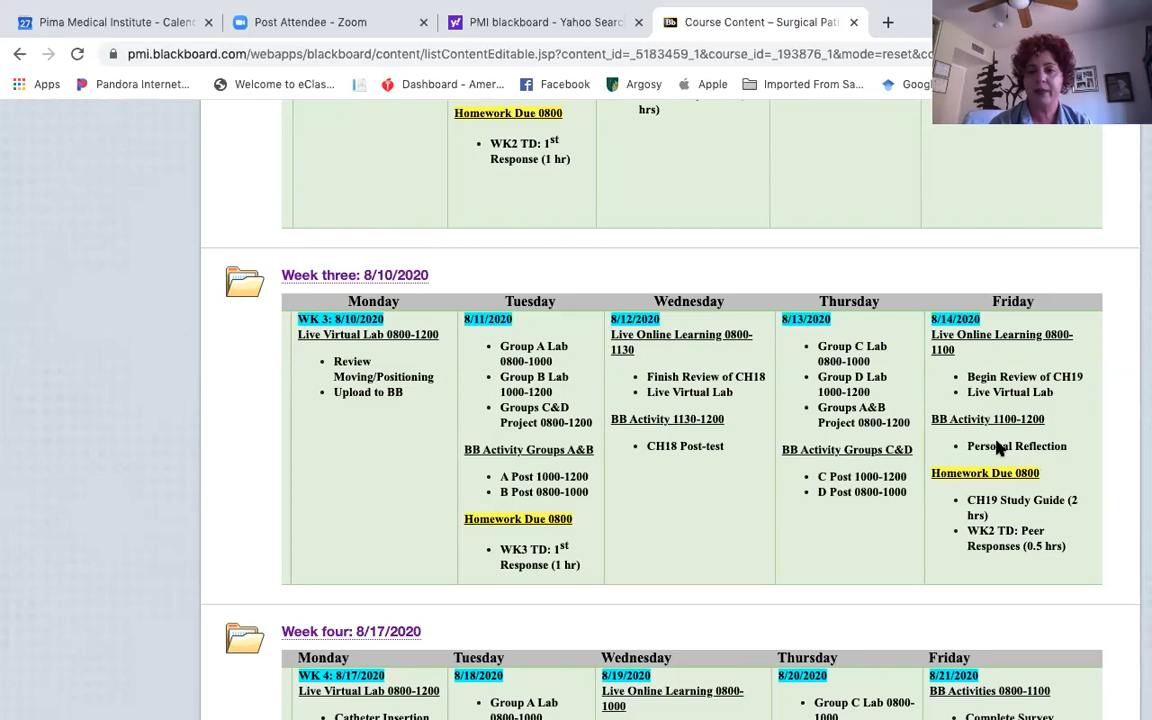 27 Pima Medical Institute - Calend
Post Attendee - Zoom
PMI blackboard - Yahoo Search
Bb Course Content – Surgical Pati
pmi.blackboard.com/webapps/blackboard/content/listContentEditable.jsp?content_id=_5183459_1&course_id=_193876_1&mode=reset&co
Apps
Pandora Internet...
Welcome to eClas...
Dashboard - Amer...
Facebook
Argosy
Apple
Imported From Sa...
Googl
Homework Due 0800
• WK2 TD: 1st
Response (1 hr)
hrs)
Week three: 8/10/2020
Monday
Tuesday
Wednesday
Thursday
Friday
WK 3: 8/10/2020
Live Virtual Lab 0800-1200
• Review
Moving/Positioning
• Upload to BB
8/11/2020
• Group A Lab
0800-1000
• Group B Lab
1000-1200
• Groups C&D
Project 0800-1200
BB Activity Groups A&B
• A Post 1000-1200
• B Post 0800-1000
Homework Due 0800
• WK3 TD: 1st
Response (1 hr)
8/12/2020
Live Online Learning 0800-
1130
• Finish Review of CH18
• Live Virtual Lab
BB Activity 1130-1200
• CH18 Post-test
8/13/2020
• Group C Lab
0800-1000
• Group D Lab
1000-1200
• Groups A&B
Project 0800-1200
BB Activity Groups C&D
• C Post 1000-1200
• D Post 0800-1000
8/14/2020
Live Online Learning 0800-
1100
• Begin Review of CH19
• Live Virtual Lab
BB Activity 1100-1200
• Personal Reflection
Homework Due 0800
• CH19 Study Guide (2
hrs)
• WK2 TD: Peer
Responses (0.5 hrs)
Week four: 8/17/2020
Monday
Tuesday
Wednesday
Thursday
Friday
WK 4: 8/17/2020
Live Virtual Lab 0800-1200
• Catheter Insertion
8/18/2020
• Group A Lab
0800-1000
8/19/2020
Live Online Learning 0800-
1000
8/20/2020
• Group C Lab 0800-
1000
8/21/2020
BB Activities 0800-1100
• Complete Survey